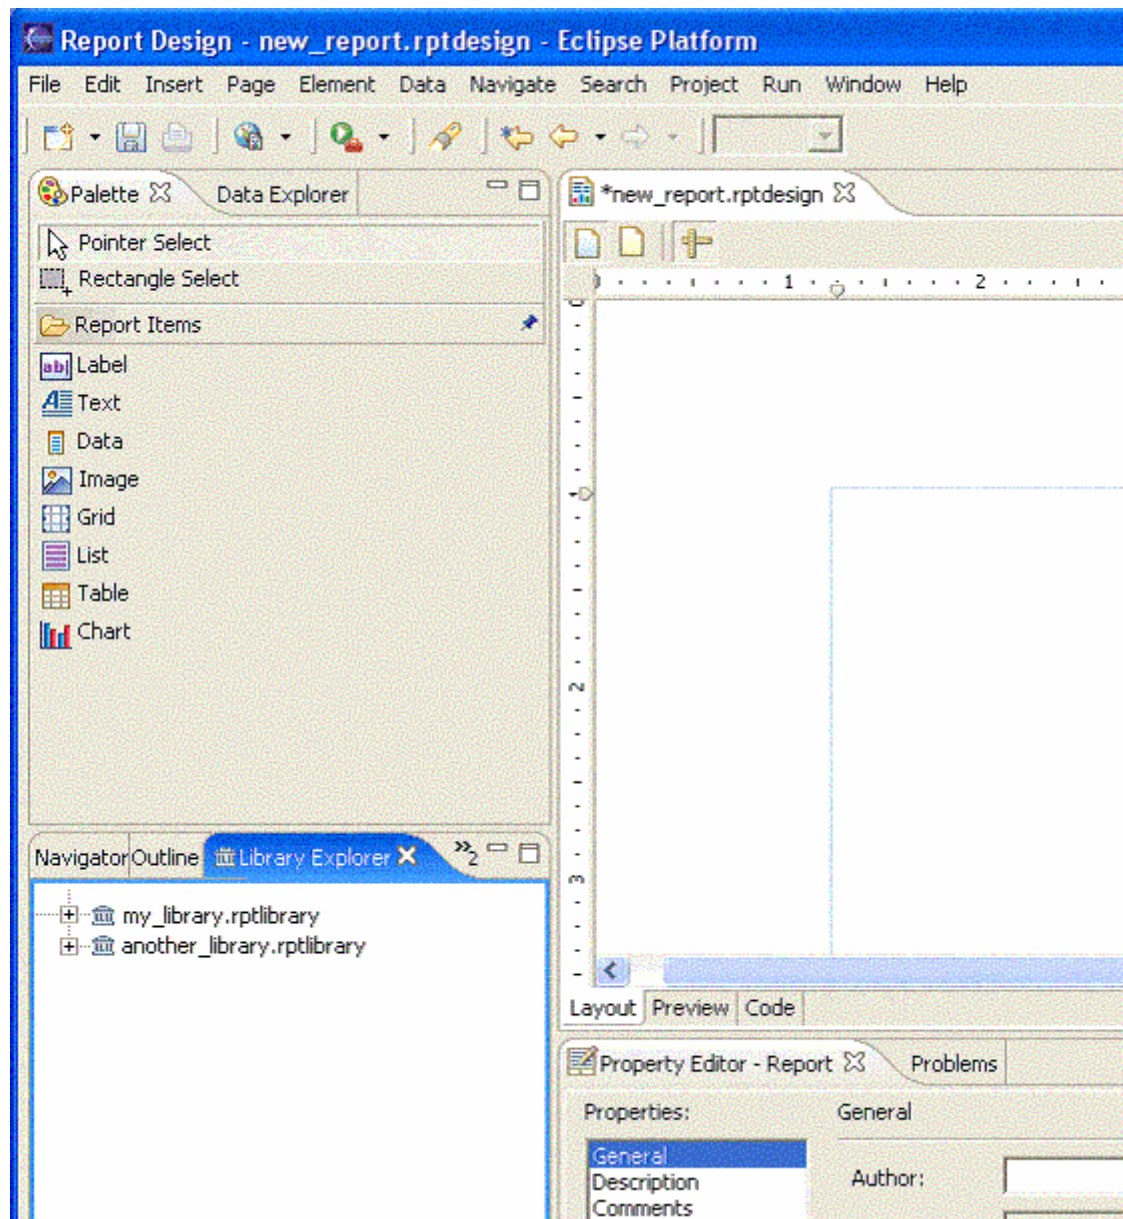 Report Design - new_report.rptdesign - Eclipse Platform
File Edit Insert Page Element Data Navigate Search Project Run Window Help
Palette Data Explorer
Pointer Select
Rectangle Select
Report Items
abl Label
Text
Data
Image
Grid
List
Table
Chart
Navigator Outline Library Explorer »2
my_library.rptlibrary
another_library.rptlibrary
*new_report.rptdesign
1 2
2
3
Layout Preview Code
Property Editor - Report Problems
Properties: General
General
Description
Comments
Author: